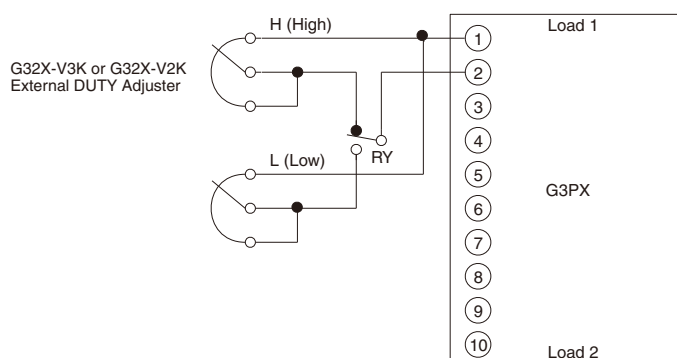 H (High)
Load 1
G32X-V3K or G32X-V2K
External DUTY Adjuster
1
2
3
4
RY
L (Low)
5
G3PX
6
7
8
9
10
Load 2